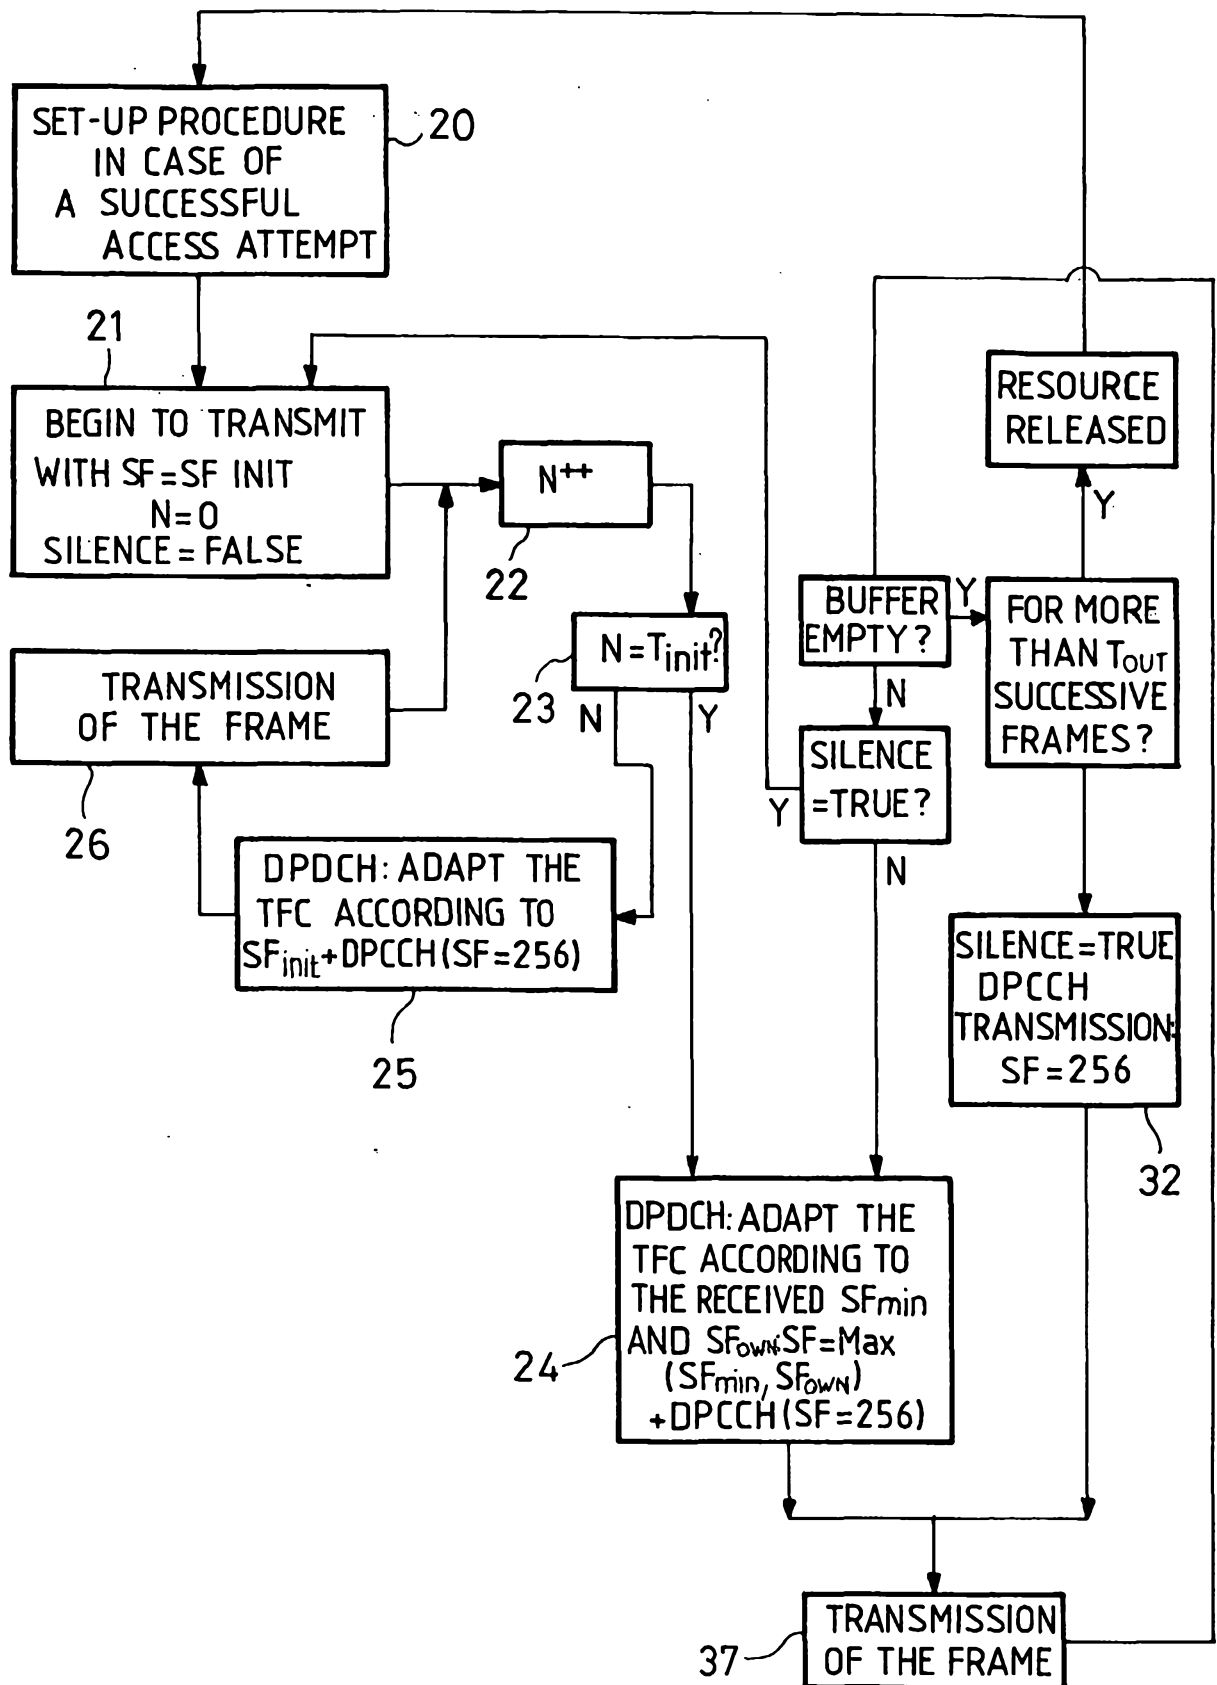 SET-UP PROCEDURE
IN CASE OF
A SUCCESSFUL
ACCESS ATTEMPT
20
21
BEGIN TO TRANSMIT
WITH SF=SF INIT
N=0
SILENCE=FALSE
N++
22
N=Tinit?
23
N
Y
TRANSMISSION
OF THE FRAME
26
DPDCH: ADAPT THE
TFC ACCORDING TO
SFinit+DPCCH(SF=256)
25
RESOURCE
RELEASED
Y
BUFFER
EMPTY?
Y
N
FOR MORE
THAN TOUT
SUCCESSIVE
FRAMES?
SILENCE
=TRUE?
Y
N
SILENCE=TRUE
DPCCH
TRANSMISSION:
SF=256
32
DPDCH: ADAPT THE
TFC ACCORDING TO
THE RECEIVED SFmin
AND SFOWN:SF=Max
(SFmin, SFOWN)
+DPCCH(SF=256)
24
TRANSMISSION
OF THE FRAME
37